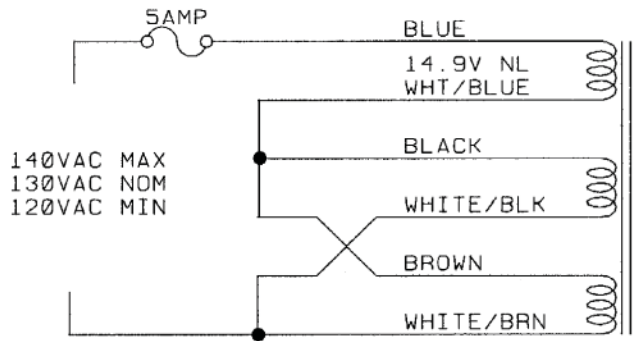 5AMP
BLUE
14.9V NL
WHT/BLUE
BLACK
140VAC MAX
130VAC NOM
120VAC MIN
WHITE/BLK
BROWN
WHITE/BRN